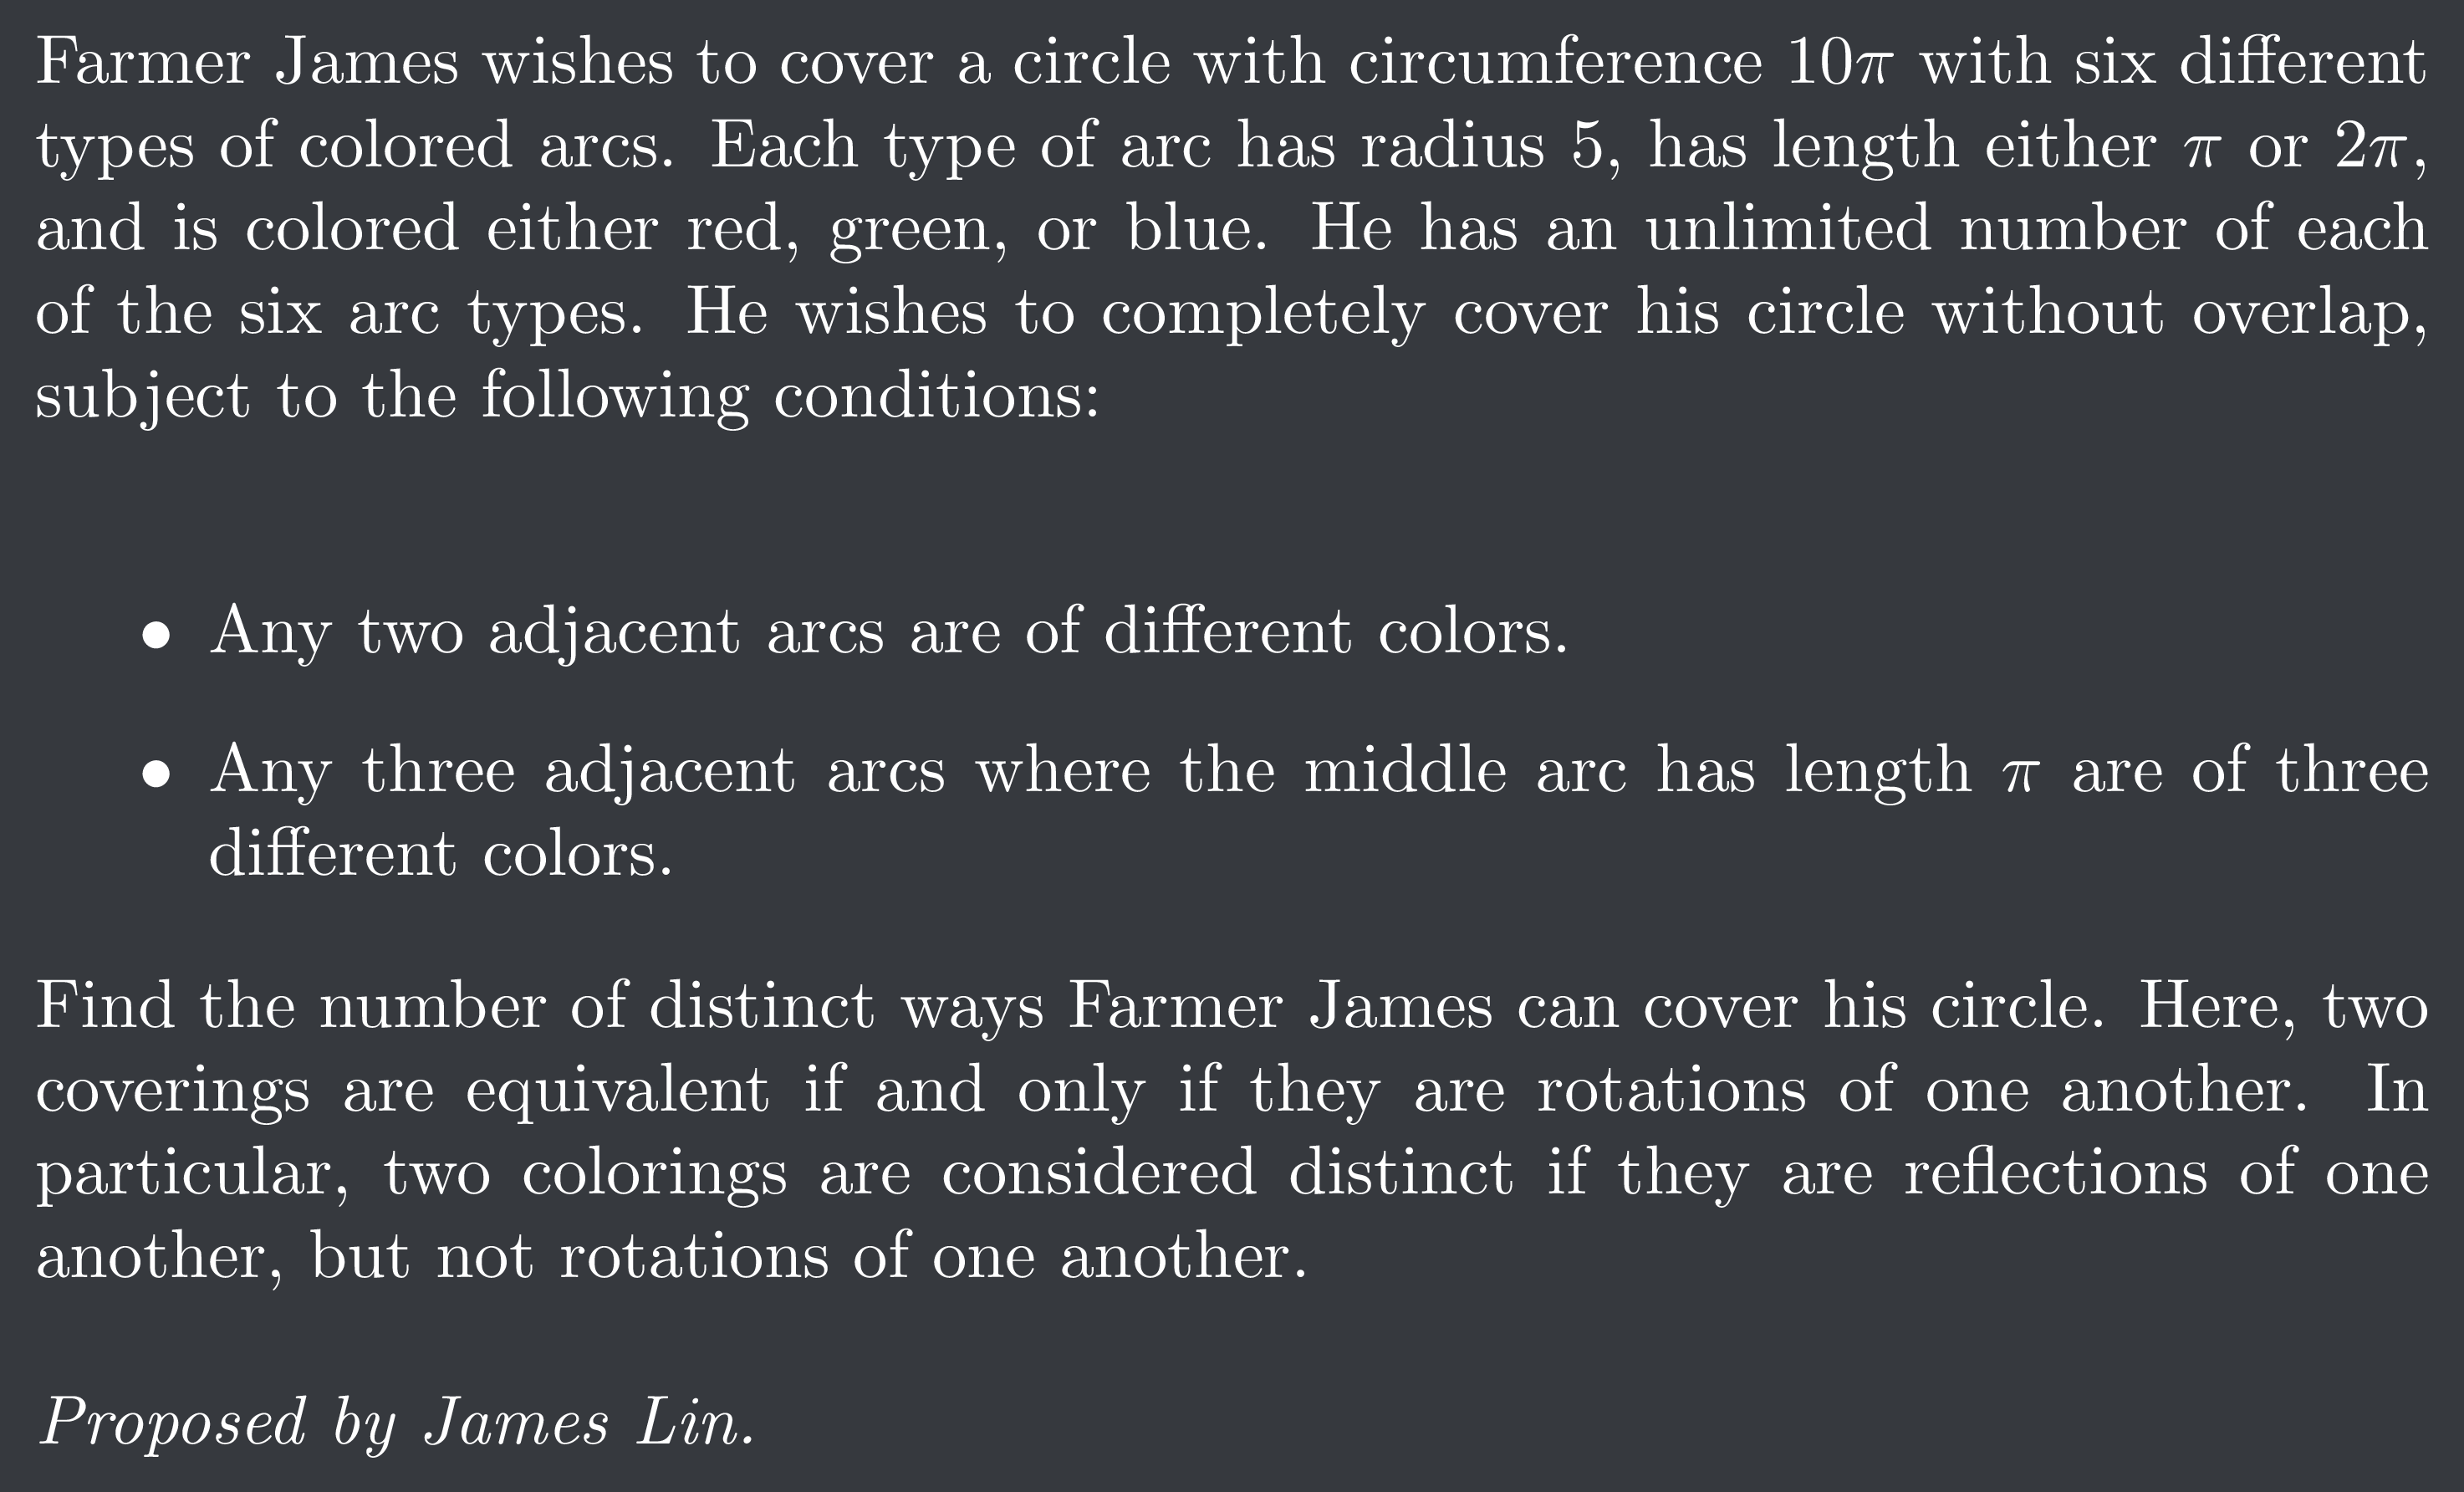 Farmer James wishes to cover a circle with circumference 10π with six different
types of colored arcs. Each type of arc has radius 5, has length either π or 2π,
and is colored either red, green, or blue. He has an unlimited number of each
of the six arc types. He wishes to completely cover his circle without overlap,
subject to the following conditions:
• Any two adjacent arcs are of different colors.
• Any three adjacent arcs where the middle arc has length π are of three
different colors.
Find the number of distinct ways Farmer James can cover his circle. Here, two
coverings are equivalent if and only if they are rotations of one another. In
particular, two colorings are considered distinct if they are reflections of one
another, but not rotations of one another.
Proposed by James Lin.